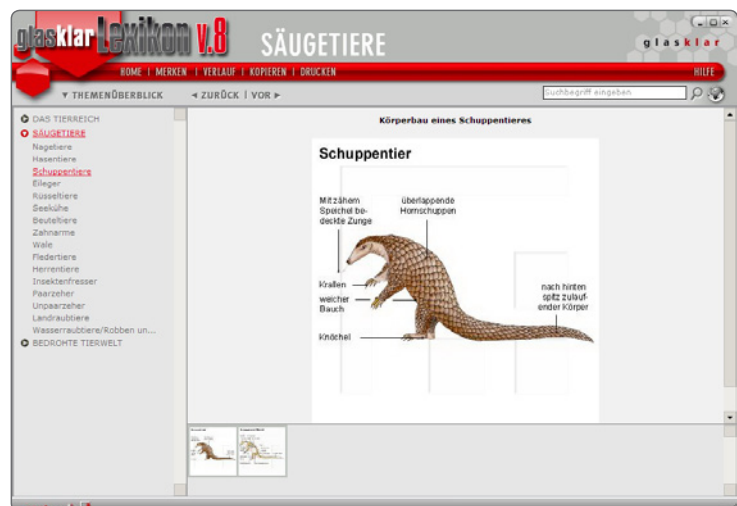 glasklar Lexikon v.8
SÄUGETIERE
glasklar
HOME | MERKEN | VERLAUF | KOPIEREN | DRUCKEN
HILFE
▼ THEMENÜBERBLICK
◄ ZURÜCK | VOR ►
Suchbegriff eingeben
DAS TIERREICH
SÄUGETIERE
Nagetiere
Hasentiere
Schuppentiere
Eileger
Rüsseltiere
Seekühe
Beuteltiere
Zahnarme
Wale
Fledertiere
Herrentiere
Insektenfresser
Paarzeher
Unpaarzeher
Landraubtiere
Wasserraubtiere/Robben un...
BEDROHTE TIERWELT
Körperbau eines Schuppentieres
Schuppentier
Mit zähem
Speichel be-
deckte Zunge
überlappende
Hornschuppen
Krallen
weicher
Bauch
Knöchel
nach hinten
spitz zulauf-
ender Körper